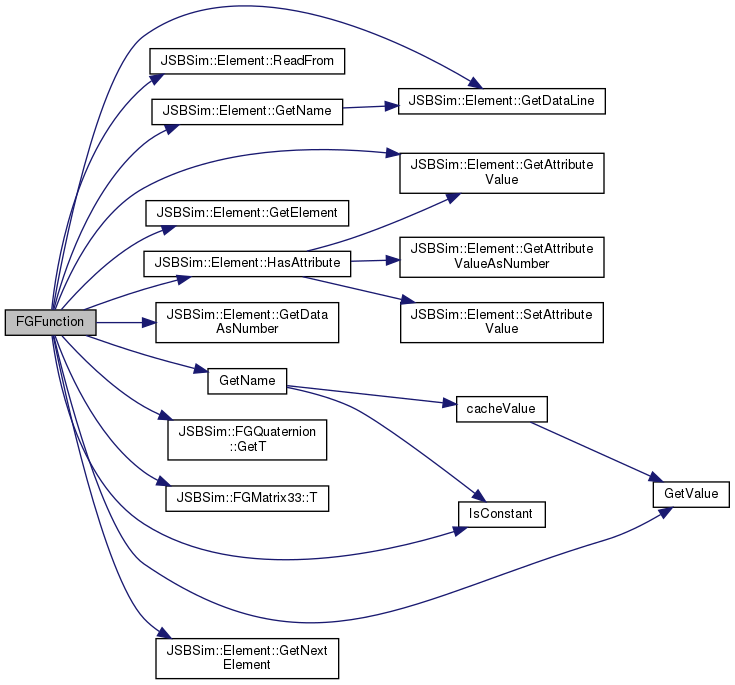 JSBSim::Element::ReadFrom
JSBSim::Element::GetDataLine
JSBSim::Element::GetName
JSBSim::Element::GetAttribute
Value
JSBSim::Element::GetElement
JSBSim::Element::HasAttribute
JSBSim::Element::GetAttribute
ValueAsNumber
FGFunction
JSBSim::Element::GetData
AsNumber
JSBSim::Element::SetAttribute
Value
GetName
cacheValue
JSBSim::FGQuaternion
::GetT
JSBSim::FGMatrix33::T
GetValue
IsConstant
JSBSim::Element::GetNext
Element